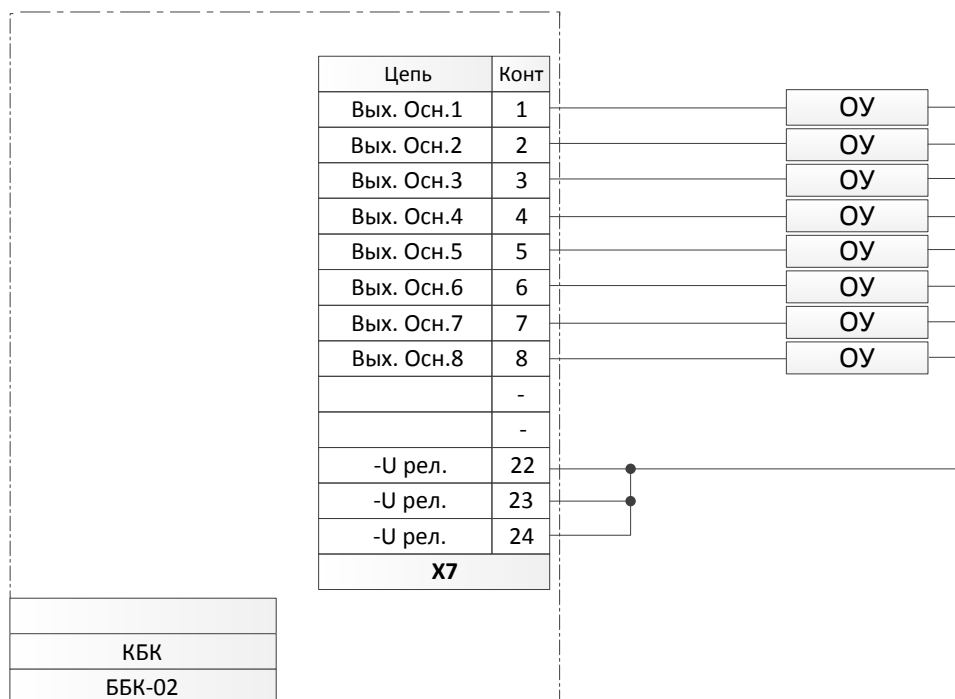 Цепь Конт
Вых. Осн.1 1 ОУ
Вых. Осн.2 2 ОУ
Вых. Осн.3 3 ОУ
Вых. Осн.4 4 ОУ
Вых. Осн.5 5 ОУ
Вых. Осн.6 6 ОУ
Вых. Осн.7 7 ОУ
Вых. Осн.8 8 ОУ
-
-
-U рел. 22
-U рел. 23
-U рел. 24
X7
КБК
ББК-02